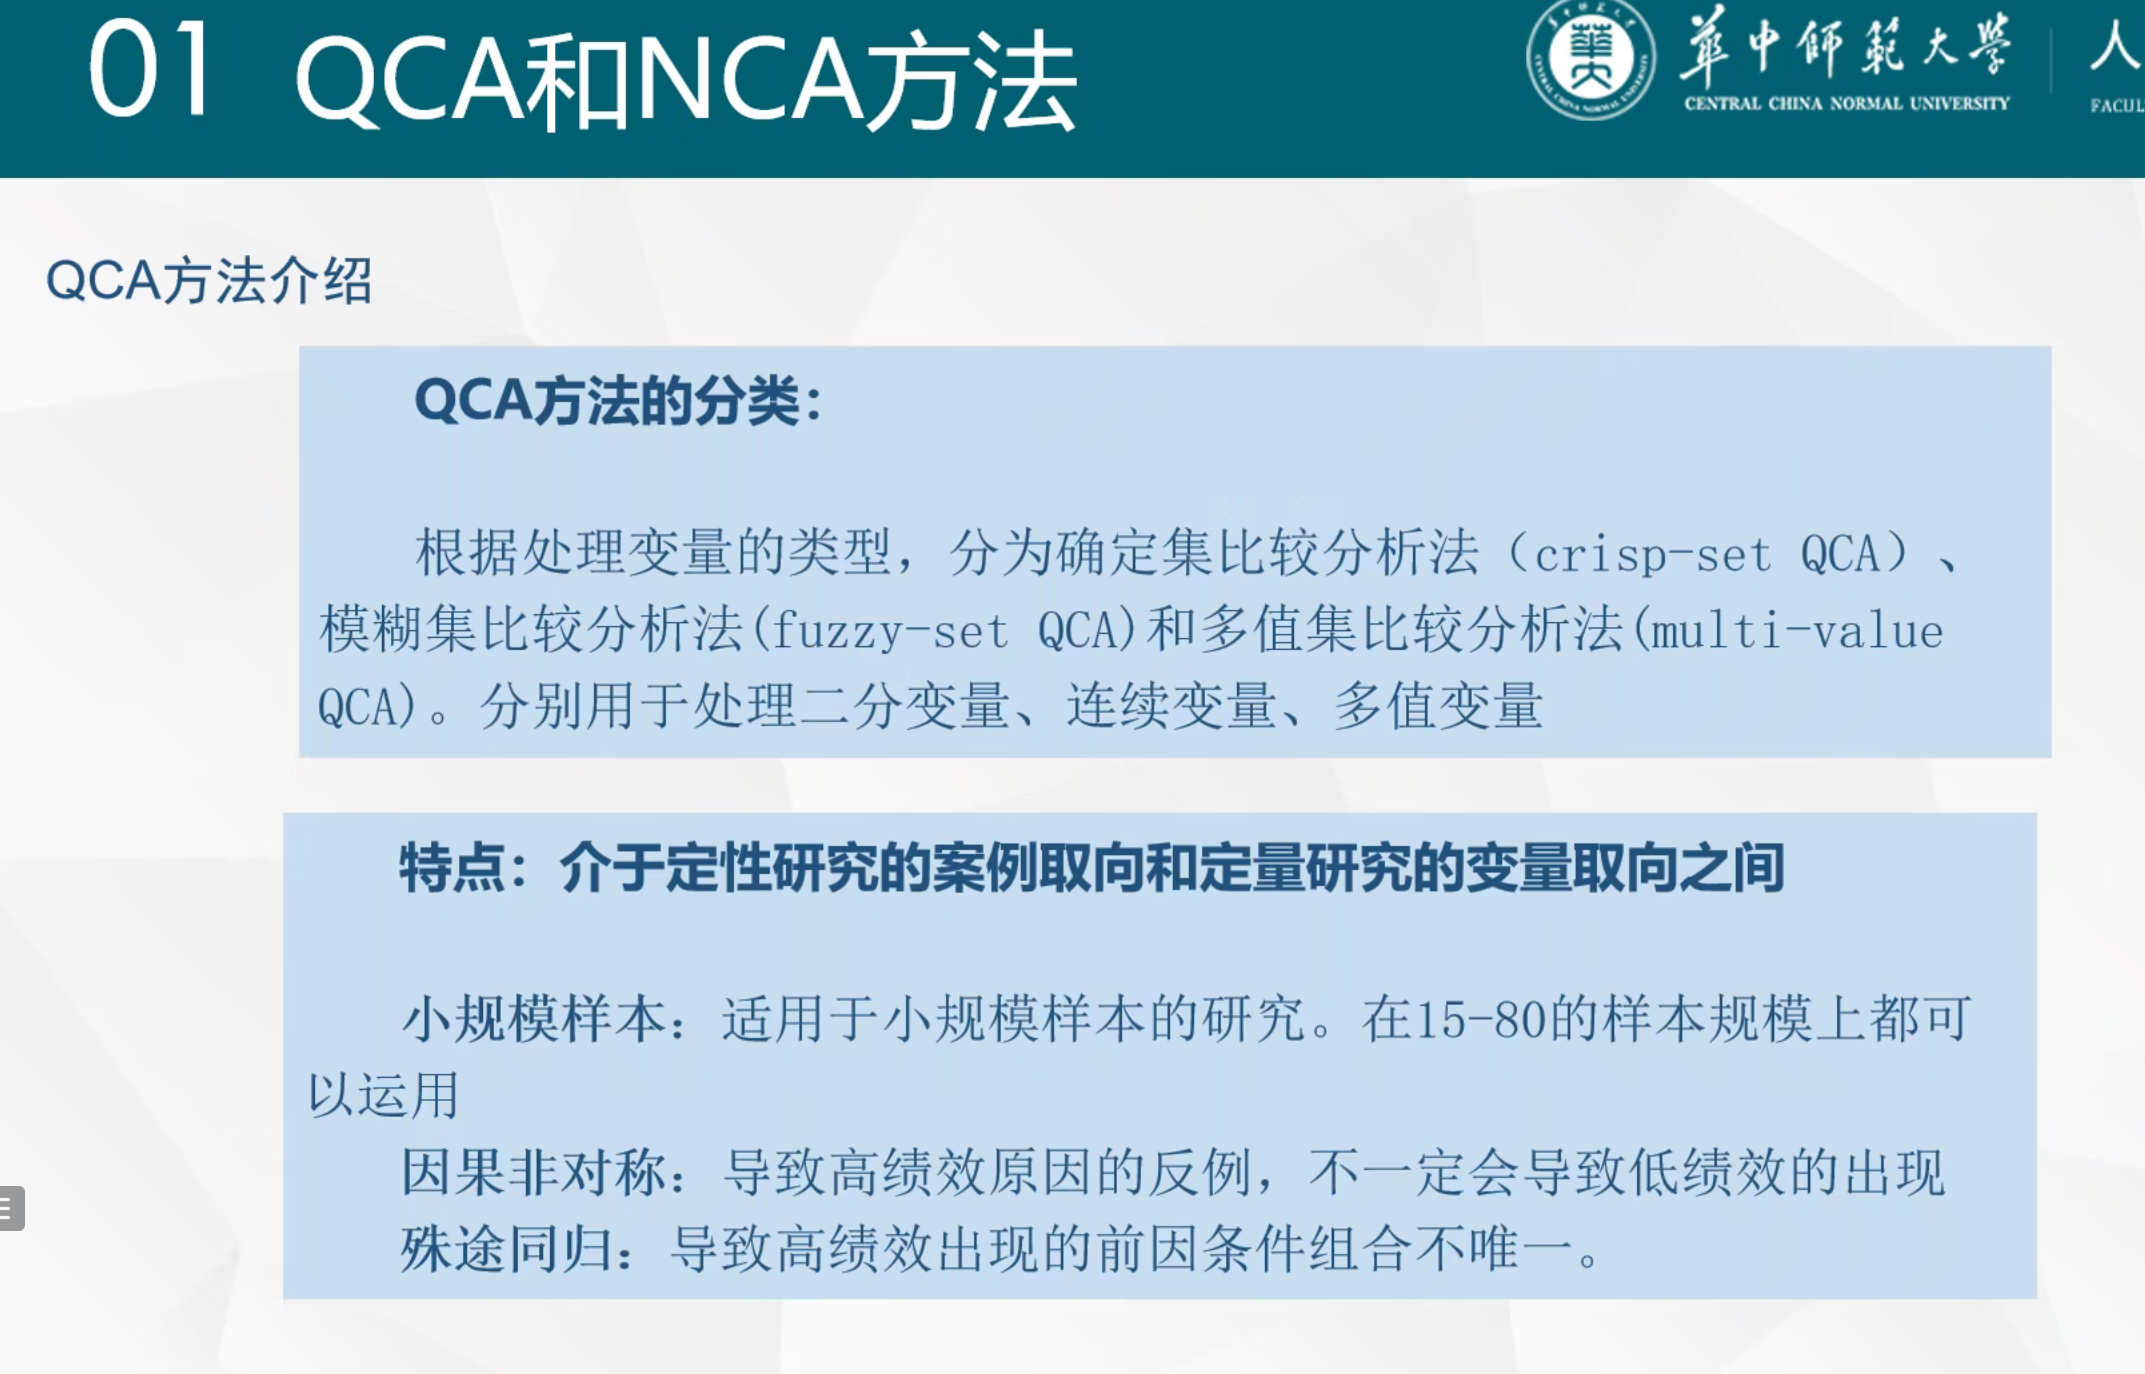 01 QCA和NCA方法
華中師範大學
CENTRAL CHINA NORMAL UNIVERSITY
人
FACUL
QCA方法介绍
QCA方法的分类：
根据处理变量的类型，分为确定集比较分析法（crisp-set QCA）、
模糊集比较分析法(fuzzy-set QCA)和多值集比较分析法(multi-value
QCA)。分别用于处理二分变量、连续变量、多值变量
特点：介于定性研究的案例取向和定量研究的变量取向之间
小规模样本：适用于小规模样本的研究。在15-80的样本规模上都可
以运用
因果非对称：导致高绩效原因的反例，不一定会导致低绩效的出现
殊途同归：导致高绩效出现的前因条件组合不唯一。